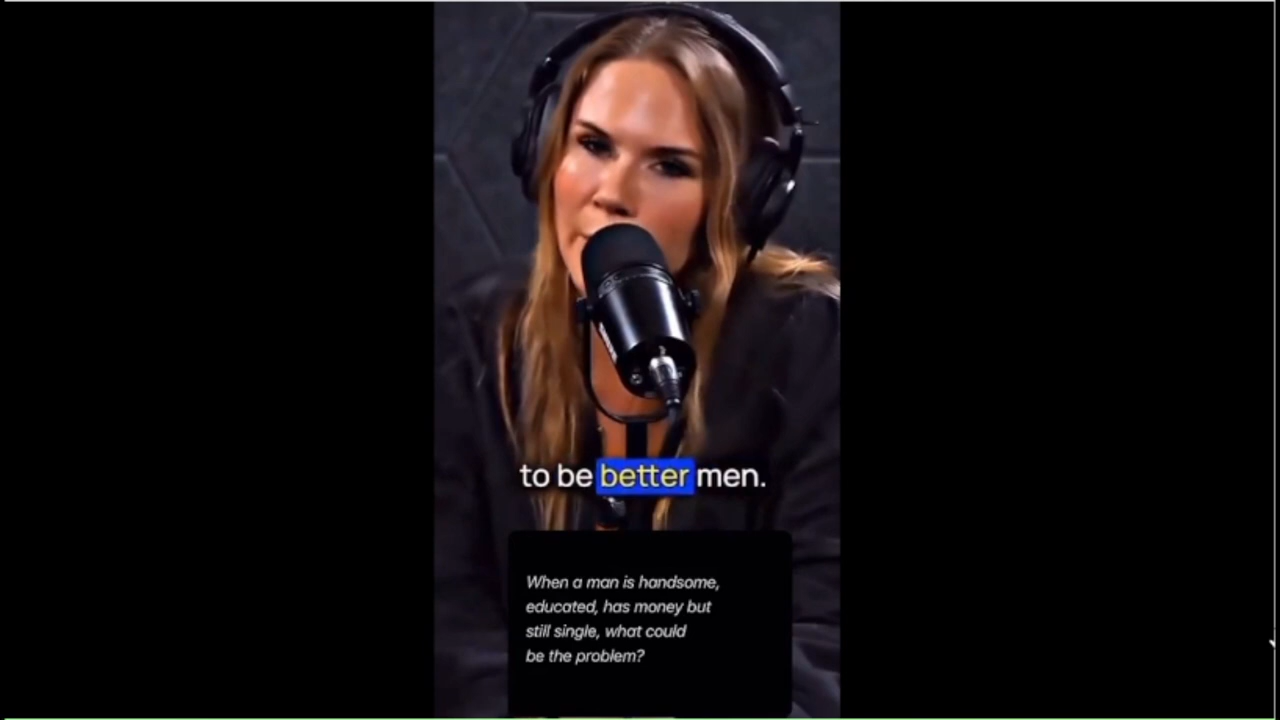 to be better men.
When a man is handsome,
educated, has money but
still single, what could
be the problem?